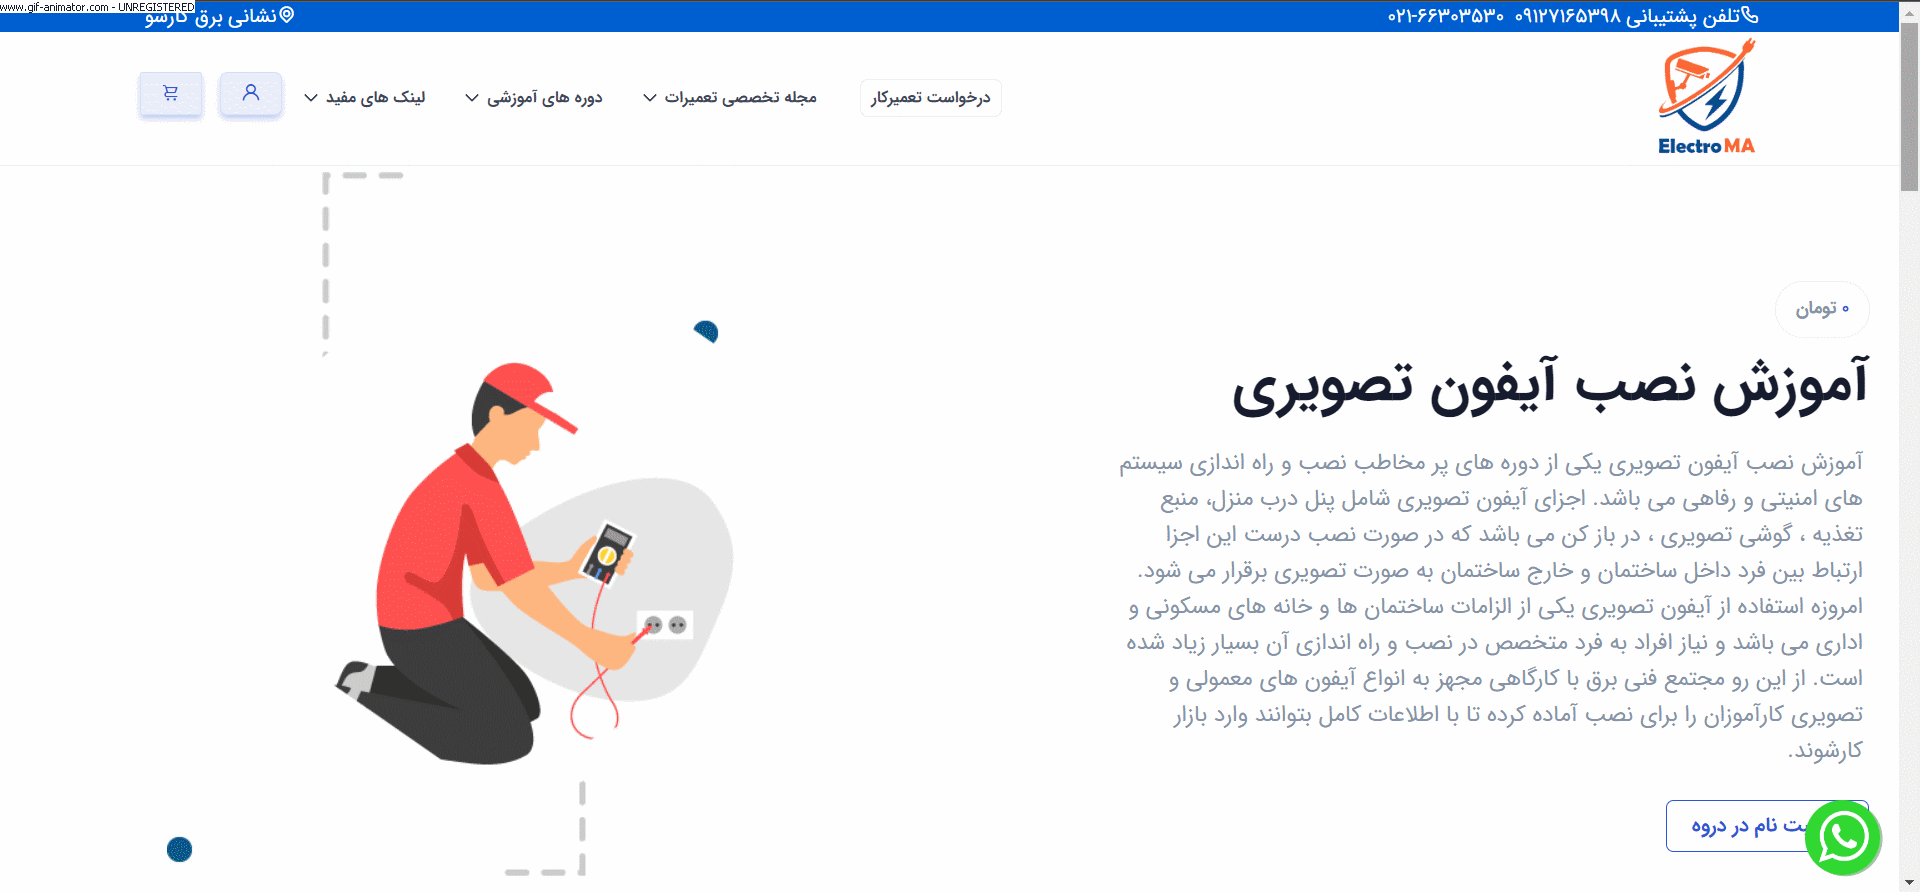 www.gif-animator.com - UNREGISTERED
تلفن پشتیبانی ۰۹۱۲۷۱۶۵۳۹۸ ۰۲۱-۶۶۳۰۳۵۳۰
نشانی برق کارشو
ElectroMA
درخواست تعمیرکار
مجله تخصصی تعمیرات
دوره های آموزشی
لینک های مفید
۰ تومان
آموزش نصب آیفون تصویری
آموزش نصب آیفون تصویری یکی از دوره های پر مخاطب نصب و راه اندازی سیستم
های امنیتی و رفاهی می باشد. اجزای آیفون تصویری شامل پنل درب منزل، منبع
تغذیه ، گوشی تصویری ، در باز کن می باشد که در صورت نصب درست این اجزا
ارتباط بین فرد داخل ساختمان و خارج ساختمان به صورت تصویری برقرار می شود.
امروزه استفاده از آیفون تصویری یکی از الزامات ساختمان ها و خانه های مسکونی و
اداری می باشد و نیاز افراد به فرد متخصص در نصب و راه اندازی آن بسیار زیاد شده
است. از این رو مجتمع فنی برق با کارگاهی مجهز به انواع آیفون های معمولی و
تصویری کارآموزان را برای نصب آماده کرده تا با اطلاعات کامل بتوانند وارد بازار
کارشوند.
نام در دروه